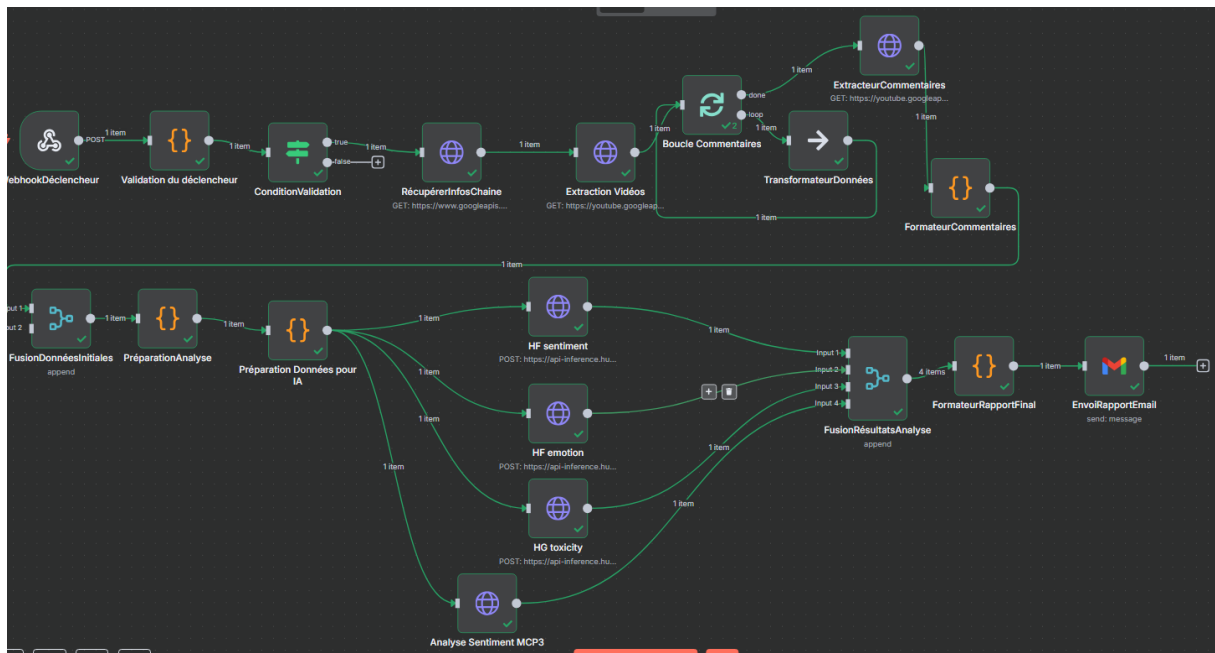 POST
1 item
1 item
true
false
1 item
1 item
1 item
done
loop
1 item
1 item
1 item
1 item
ExtracteurCommentaires
GET: https://youtube.googleap...
Boucle Commentaires
2
TransformateurDonnées
WebhookDéclencheur
Validation du déclencheur
ConditionValidation
RécupérerInfosChaine
GET: https://www.googleapis....
Extraction Vidéos
GET: https://youtube.googleap...
FormateurCommentaires
1 item
Input 1
FusionDonnéesInitiales
append
1 item
PréparationAnalyse
1 item
Préparation Données pour
IA
1 item
1 item
1 item
1 item
HF sentiment
POST: https://api-inference.hu...
HF emotion
POST: https://api-inference.hu...
HG toxicity
POST: https://api-inference.hu...
Analyse Sentiment MCP3
1 item
1 item
1 item
Input 1
Input 2
Input 3
Input 4
FusionRésultatsAnalyse
append
4 items
FormateurRapportFinal
1 item
EnvoiRapportEmail
send: message
1 item